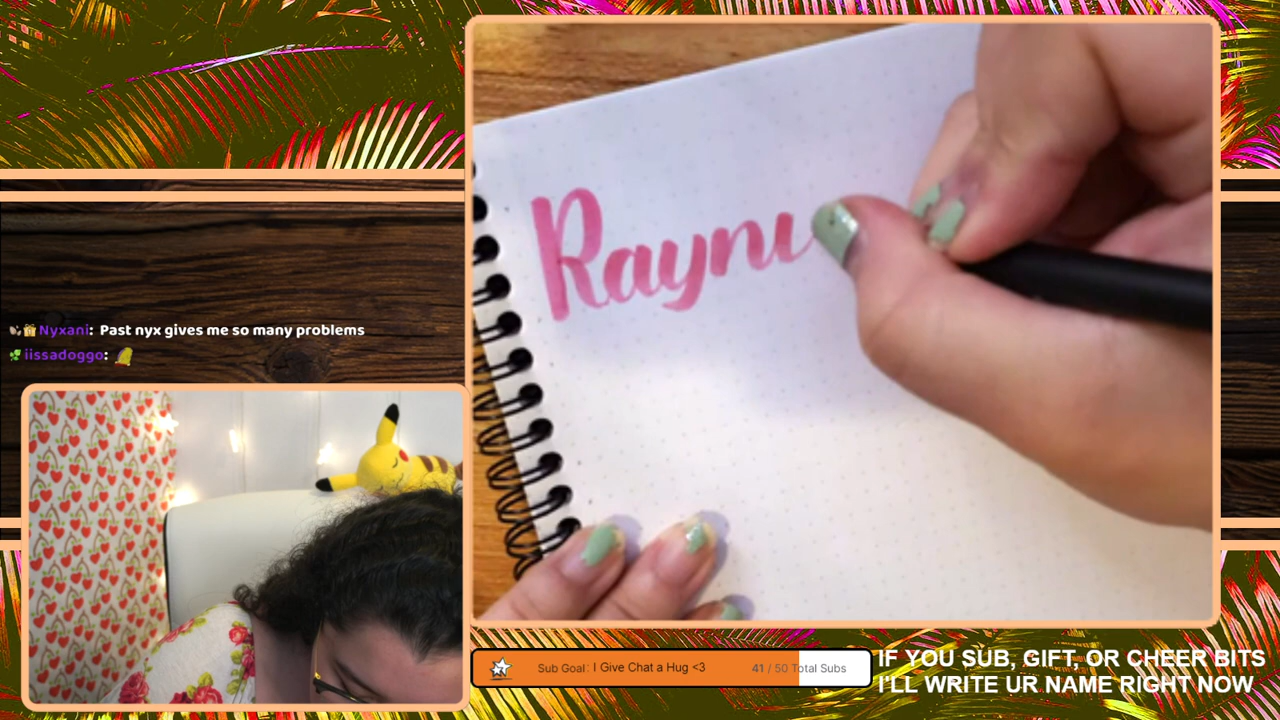 Rayni
Nyxani: Past nyx gives me so many problems
iissadoggo:
Sub Goal: I Give Chat a Hug <3 41 / 50 Total Subs
IF YOU SUB, GIFT, OR CHEER BITS
I'LL WRITE UR NAME RIGHT NOW